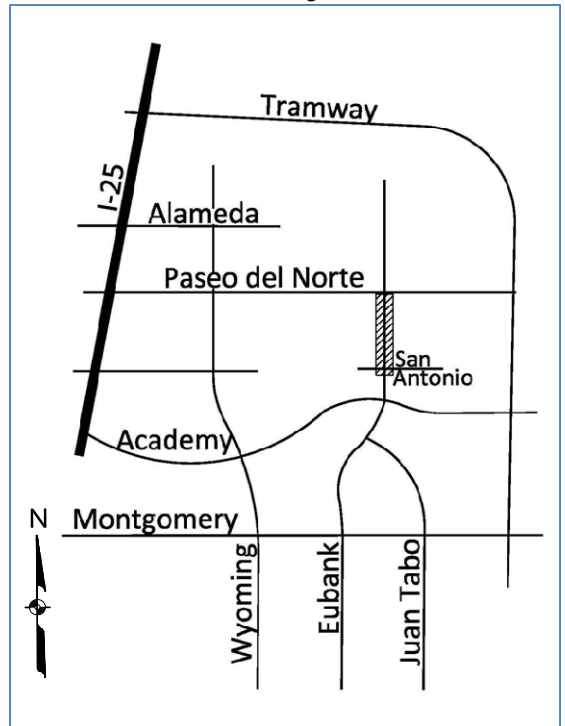 Tramway
I-25
Alameda
Paseo del Norte
San
Antonio
Academy
N
Montgomery
Wyoming
Eubank
Juan Tabo